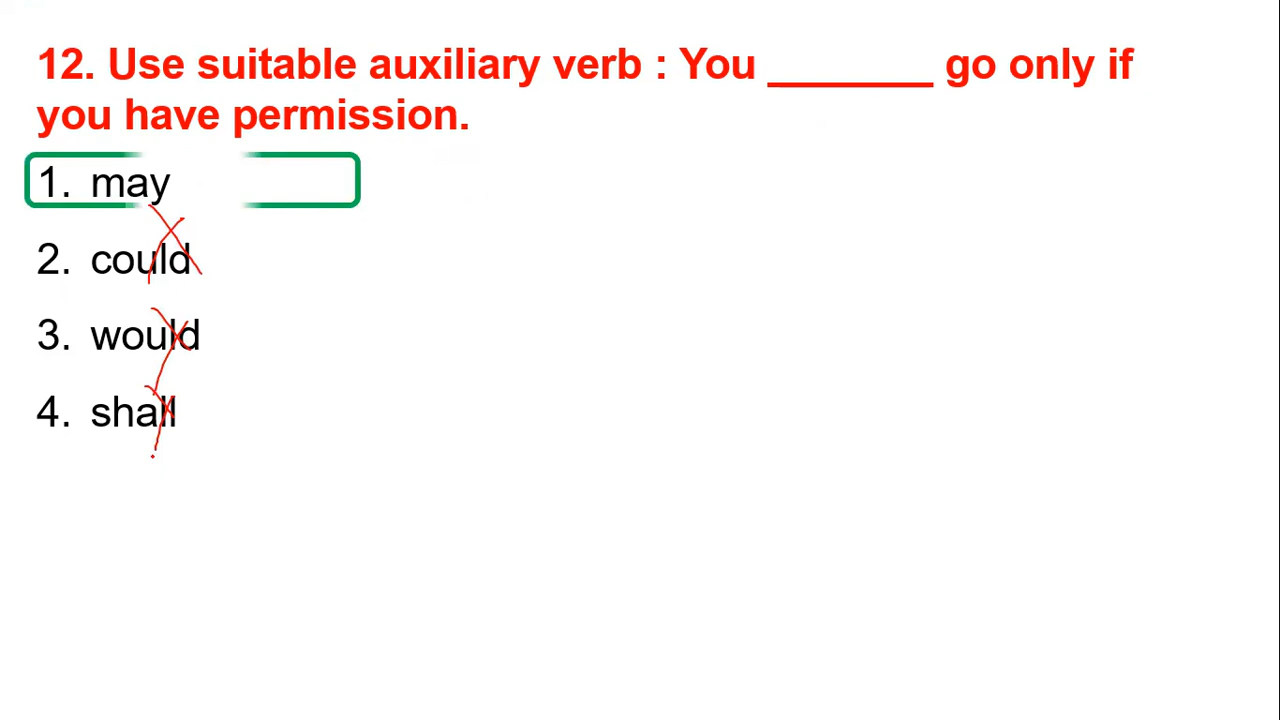 12. Use suitable auxiliary verb : You _______ go only if
you have permission.
1. may
2. could
3. would
4. shall